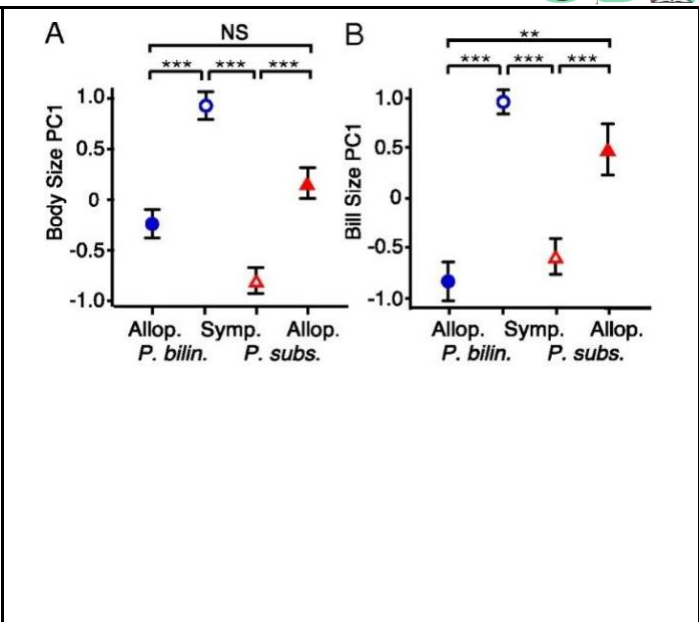 A
NS
*** *** ***
Body Size PC1
1.0
0.5
0
-0.5
-1.0
Allop. Symp. Allop.
P. bilin. P. subs.
B
**
*** *** ***
Bill Size PC1
1.0
0.5
0
-0.5
-1.0
Allop. Symp. Allop.
P. bilin. P. subs.